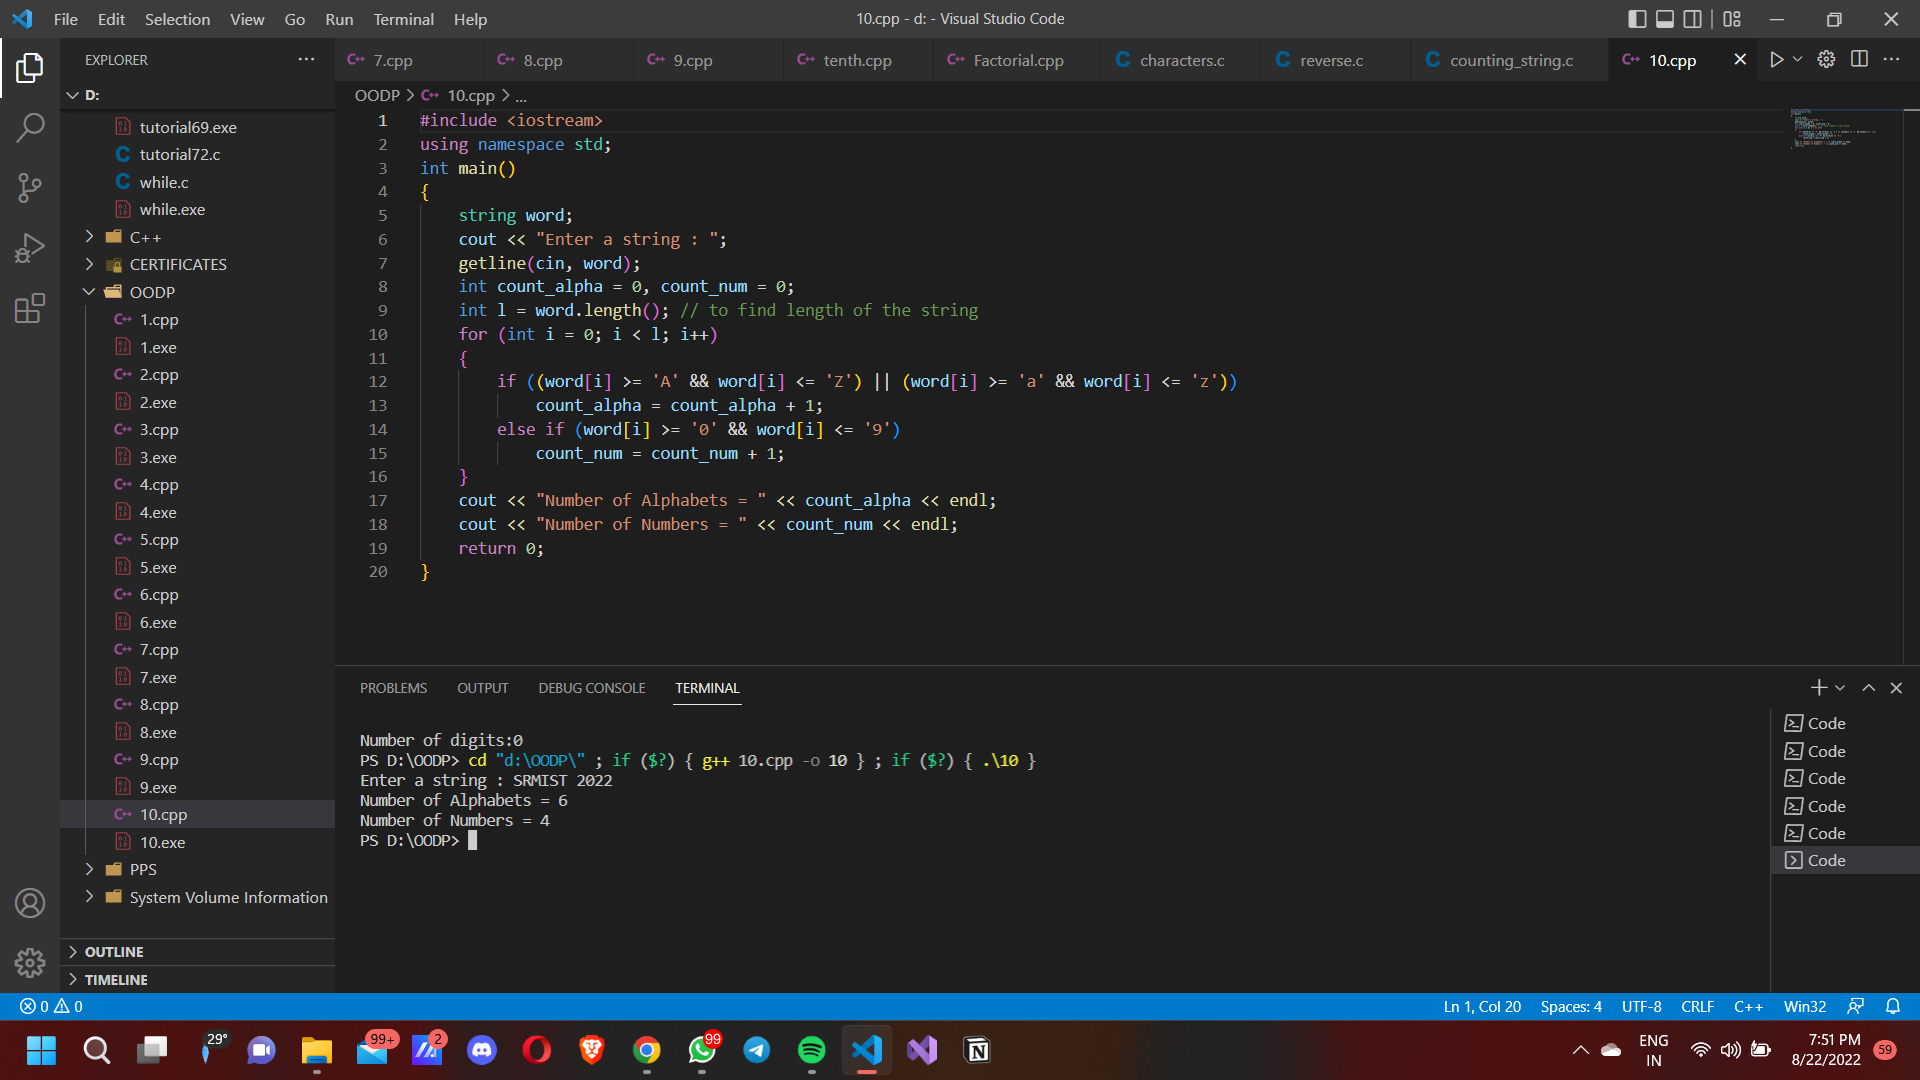 File Edit Selection View Go Run Terminal Help
10.cpp - d: - Visual Studio Code
EXPLORER
D:
tutorial69.exe
tutorial72.c
while.c
while.exe
C++
CERTIFICATES
OODP
1.cpp
1.exe
2.cpp
2.exe
3.cpp
3.exe
4.cpp
4.exe
5.cpp
5.exe
6.cpp
6.exe
7.cpp
7.exe
8.cpp
8.exe
9.cpp
9.exe
10.cpp
10.exe
PPS
System Volume Information
OUTLINE
TIMELINE
7.cpp 8.cpp 9.cpp tenth.cpp Factorial.cpp characters.c reverse.c counting_string.c 10.cpp
OODP > 10.cpp > ...
1 #include <iostream>
2 using namespace std;
3 int main()
4 {
5 string word;
6 cout << "Enter a string : ";
7 getline(cin, word);
8 int count_alpha = 0, count_num = 0;
9 int l = word.length(); // to find length of the string
10 for (int i = 0; i < l; i++)
11 {
12 if ((word[i] >= 'A' && word[i] <= 'Z') || (word[i] >= 'a' && word[i] <= 'z'))
13 count_alpha = count_alpha + 1;
14 else if (word[i] >= '0' && word[i] <= '9')
15 count_num = count_num + 1;
16 }
17 cout << "Number of Alphabets = " << count_alpha << endl;
18 cout << "Number of Numbers = " << count_num << endl;
19 return 0;
20 }
PROBLEMS OUTPUT DEBUG CONSOLE TERMINAL
Number of digits:0
PS D:\OODP> cd "d:\OODP\" ; if ($?) { g++ 10.cpp -o 10 } ; if ($?) { .\10 }
Enter a string : SRMIST 2022
Number of Alphabets = 6
Number of Numbers = 4
PS D:\OODP>
Code
Code
Code
Code
Code
Code
0 0
Ln 1, Col 20 Spaces: 4 UTF-8 CRLF C++ Win32
29°
99+
2
99
ENG
IN
7:51 PM
8/22/2022
59